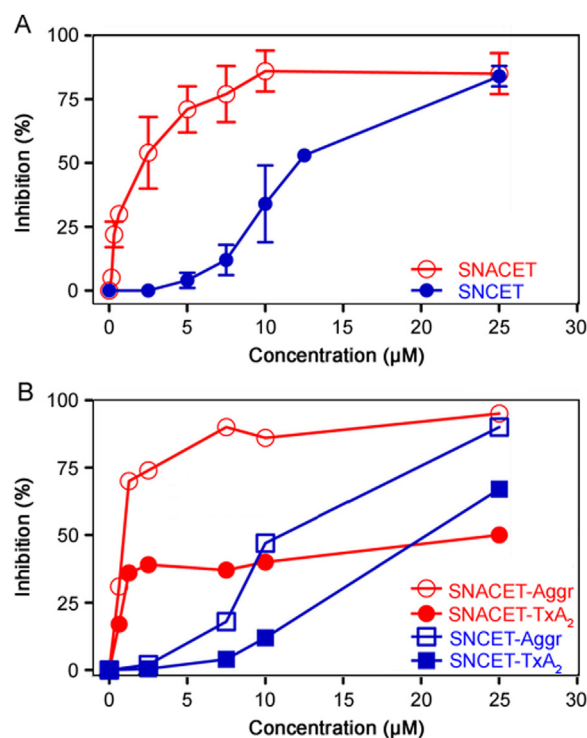 A
100
75
50
25
0
Inhibition (%)
SNACET
SNCET
0 5 10 15 20 25 30
Concentration (µM)
B
100
75
50
25
0
Inhibition (%)
SNACET-Aggr
SNACET-TxA2
SNCET-Aggr
SNCET-TxA2
0 5 10 15 20 25 30
Concentration (µM)